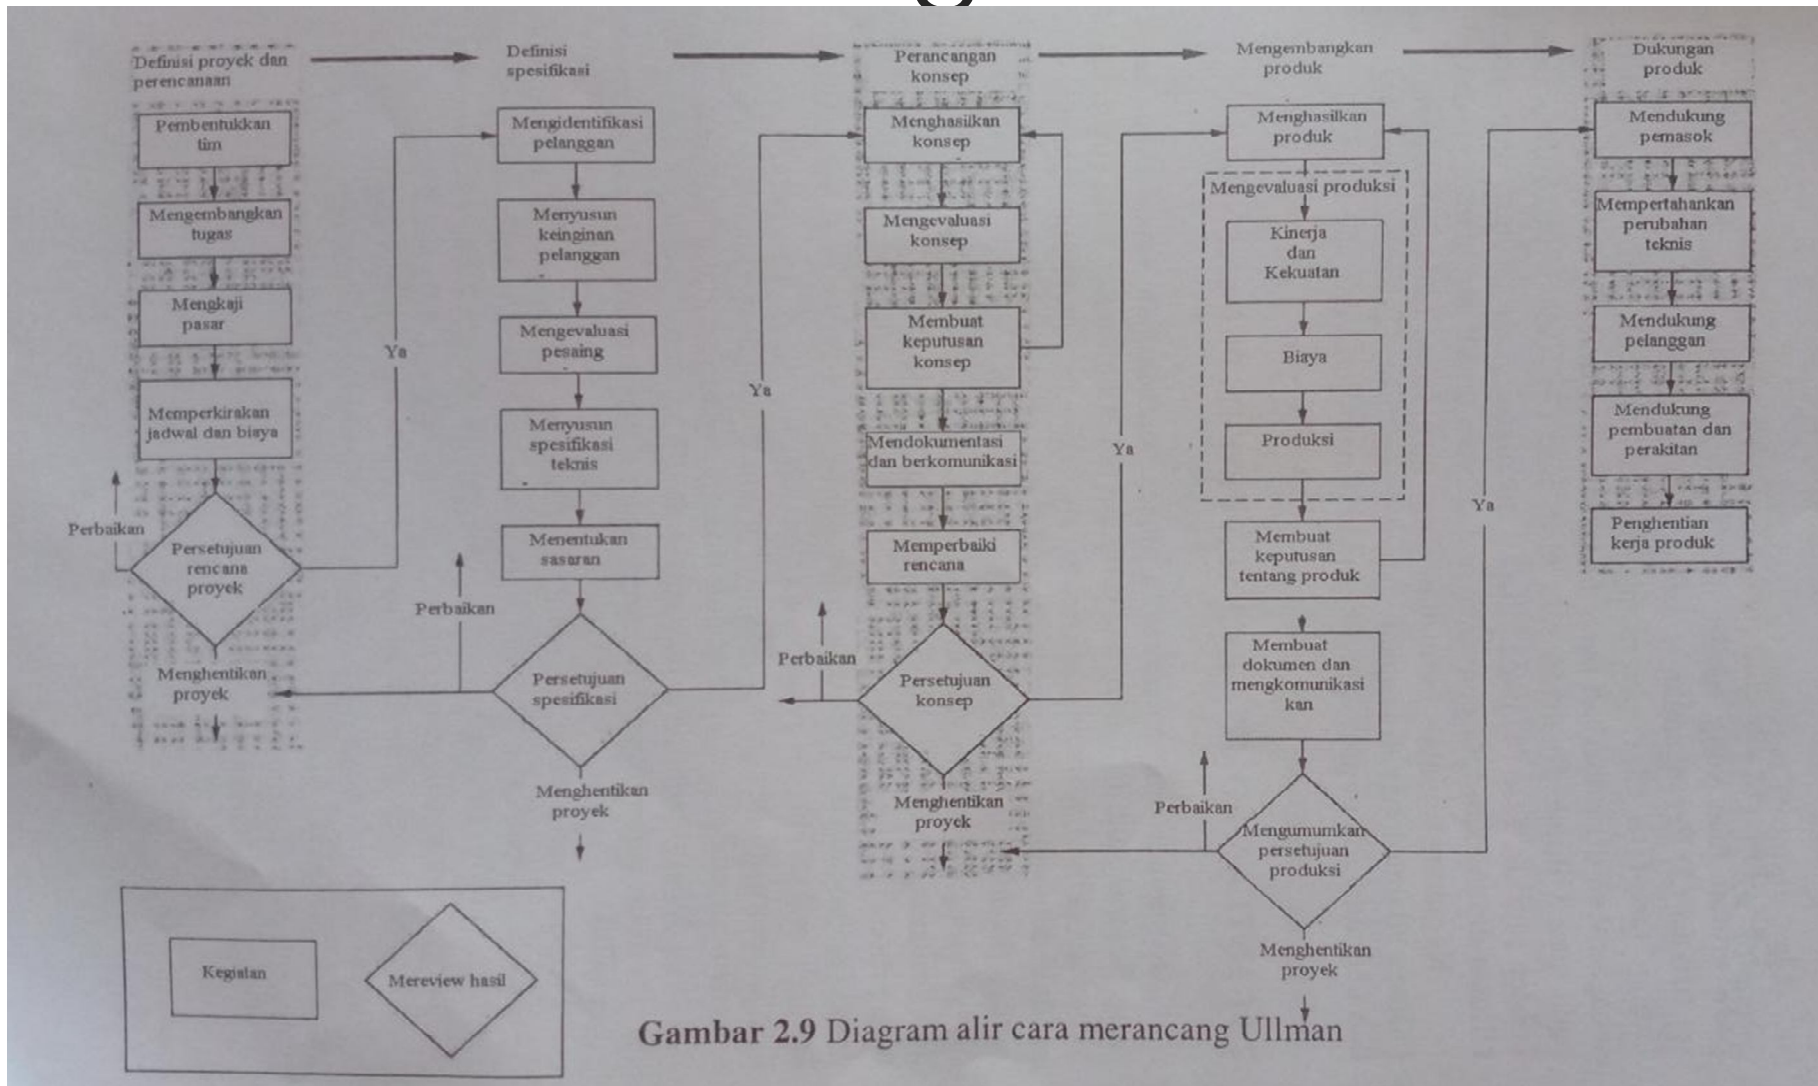 Definisi proyek dan
perencanaan
Pembentukkan
tim
Mengembangkan
tugas
Mengkaji
pasar
Memperkirakan
jadwal dan biaya
Perbaikan
Persetujuan
rencana
proyek
Menghentikan
proyek
Ya
Definisi
spesifikasi
Mengidentifikasi
pelanggan
Menyusun
keinginan
pelanggan
Mengevaluasi
pesaing
Menyusun
spesifikasi
teknis
Menentukan
sasaran
Perbaikan
Persetujuan
spesifikasi
Menghentikan
proyek
Ya
Perancangan
konsep
Menghasilkan
konsep
Mengevaluasi
konsep
Membuat
keputusan
konsep
Mendokumentasi
dan berkomunikasi
Memperbaiki
rencana
Perbaikan
Persetujuan
konsep
Menghentikan
proyek
Ya
Mengembangkan
produk
Menghasilkan
produk
Mengevaluasi produksi
Kinerja
dan
Kekuatan
Biaya
Produksi
Membuat
keputusan
tentang produk
Membuat
dokumen dan
mengkomunikasi
kan
Perbaikan
Mengumumkan
persetujuan
produksi
Menghentikan
proyek
Ya
Dukungan
produk
Mendukung
pemasok
Mempertahankan
perubahan
teknis
Mendukung
pelanggan
Mendukung
pembuatan dan
perakitan
Penghentian
kerja produk
Kegiatan
Mereview hasil
Gambar 2.9 Diagram alir cara merancang Ullman